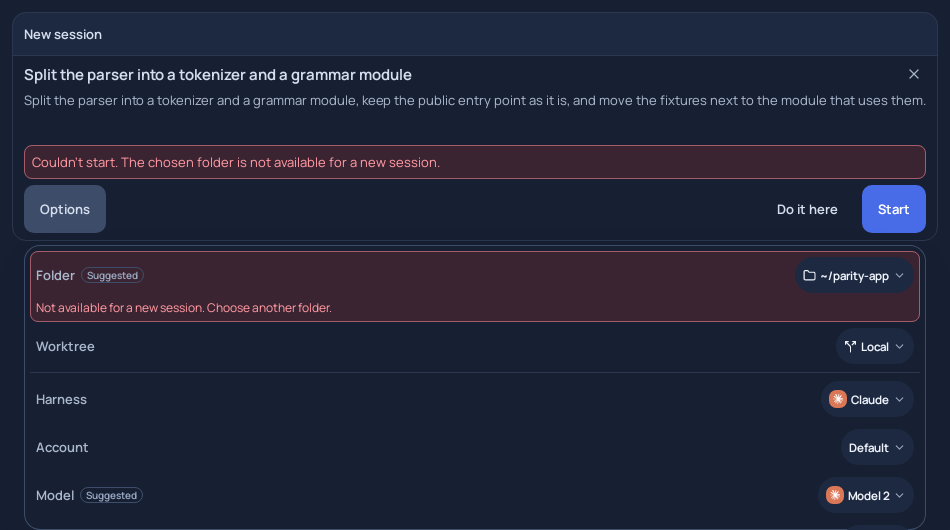 New session
Split the parser into a tokenizer and a grammar module
Split the parser into a tokenizer and a grammar module, keep the public entry point as it is, and move the fixtures next to the module that uses them.
Couldn't start. The chosen folder is not available for a new session.
Options
Do it here
Start
Folder Suggested ~/parity-app
Not available for a new session. Choose another folder.
Worktree Local
Harness Claude
Account Default
Model Suggested Model 2